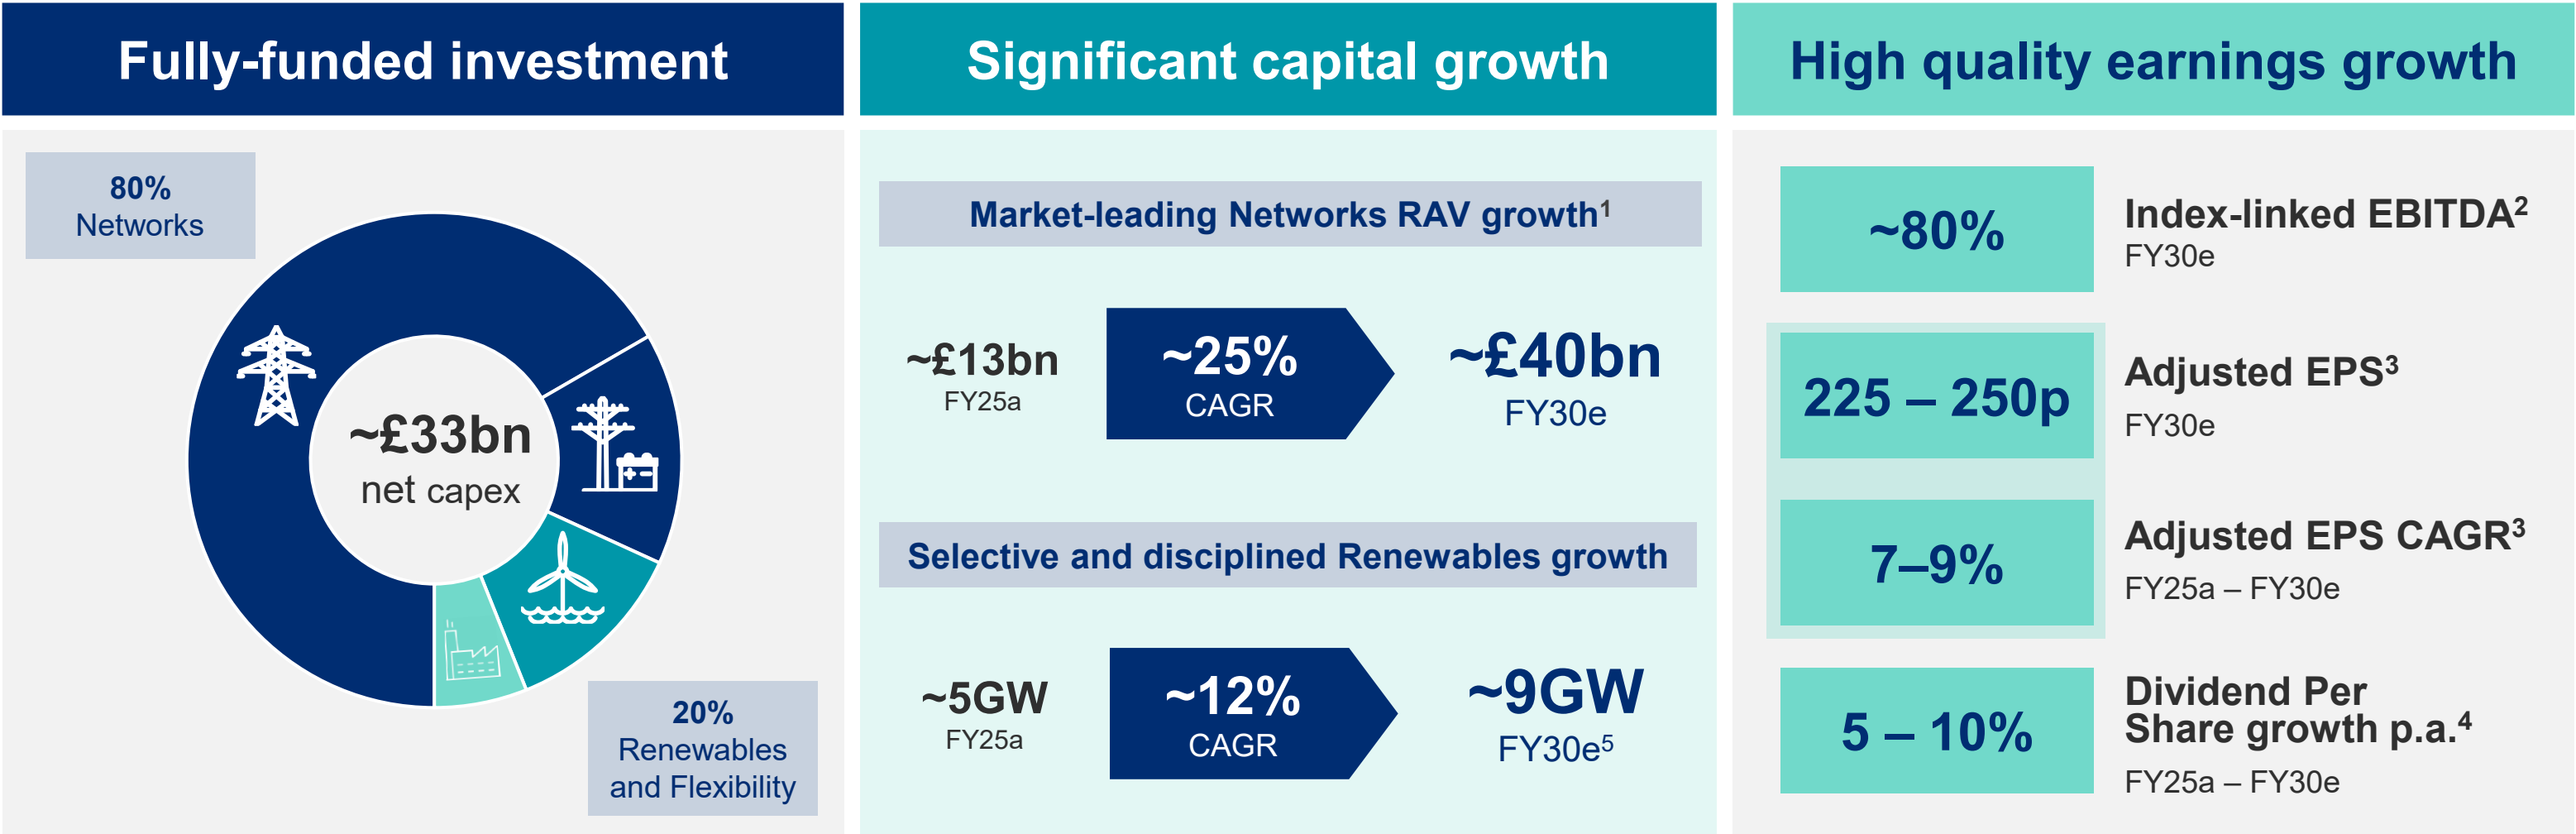 Fully-funded investment
80%
Networks
~£33bn
net capex
20%
Renewables
and Flexibility
Significant capital growth
Market-leading Networks RAV growth¹
~£13bn
FY25a
~25%
CAGR
~£40bn
FY30e
Selective and disciplined Renewables growth
~5GW
FY25a
~12%
CAGR
~9GW
FY30e⁵
High quality earnings growth
~80%
Index-linked EBITDA²
FY30e
225 – 250p
Adjusted EPS³
FY30e
7–9%
Adjusted EPS CAGR³
FY25a – FY30e
5 – 10%
Dividend Per
Share growth p.a.⁴
FY25a – FY30e